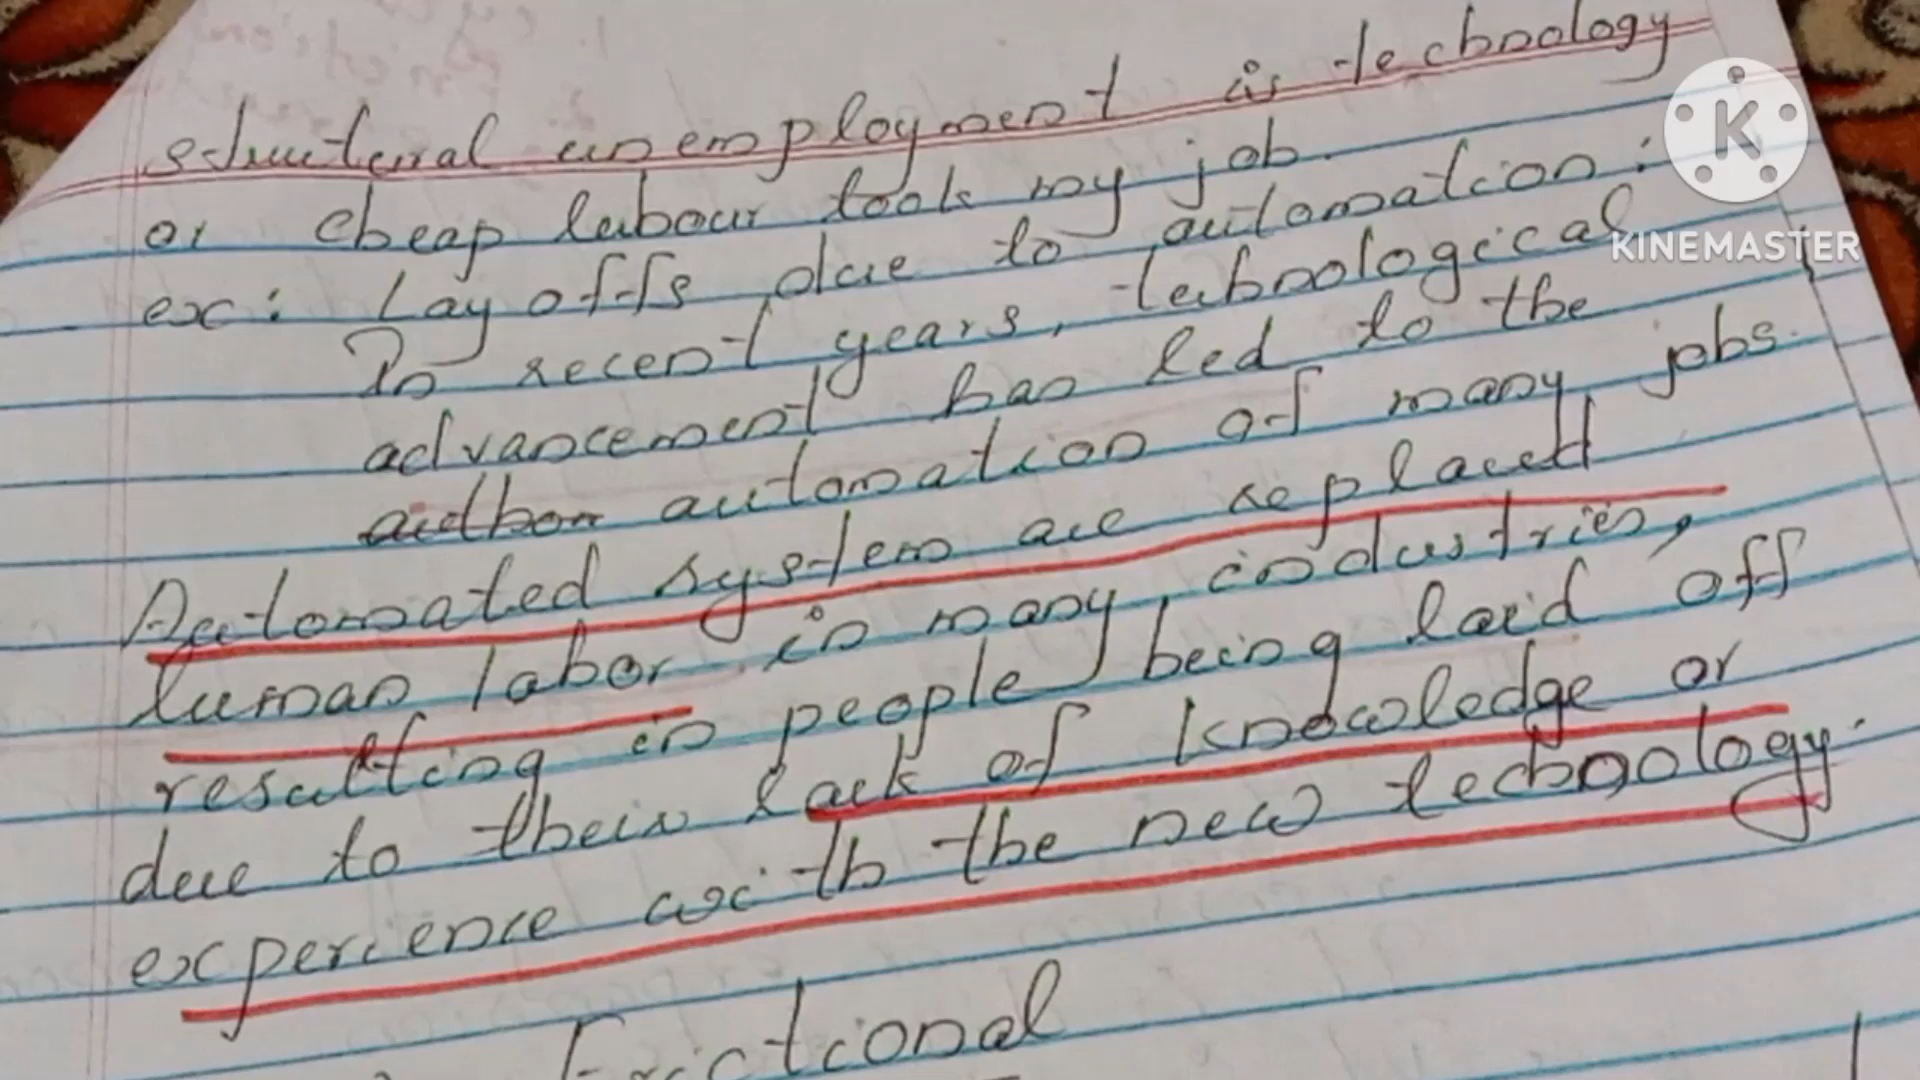 structural unemployment is technology
or cheap labour took my job.
ex: Layoffs due to automation:
In recent years, technological
advancement has led to the
automation of many jobs.
Automated system are replaced
human labor in many industries,
resulting in people being laid off
due to their lack of knowledge or
experience with the new technology.
Frictional
K
KINEMASTER